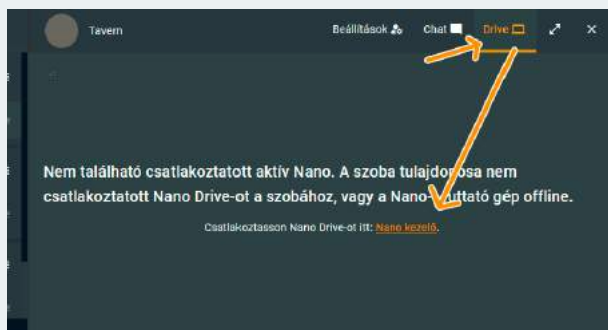 Tavern
Beállítások
Chat
Drive
Nem található csatlakoztatott aktív Nano. A szoba tulajdonosa nem
csatlakoztatott Nano Drive-ot a szobához, vagy a Nano-t futtató gép offline.
Csatlakoztasson Nano Drive-ot itt: Nano kezelő.